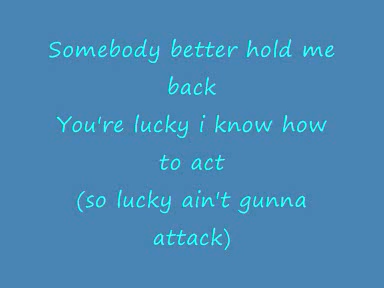 Somebody better hold me
back
You're lucky i know how
to act
(so lucky ain't gunna
attack)